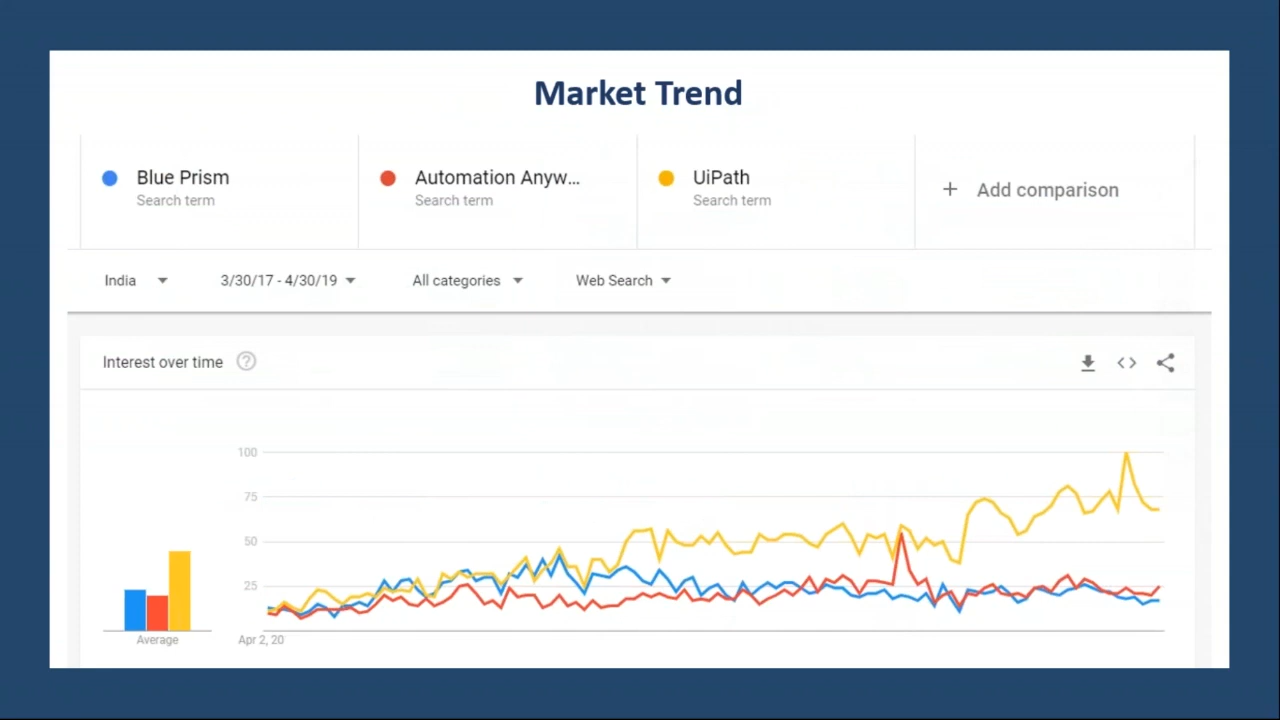 Market Trend
Blue Prism
Search term
Automation Anyw...
Search term
UiPath
Search term
+ Add comparison
India
3/30/17 - 4/30/19
All categories
Web Search
Interest over time ?
100
75
50
25
Average
Apr 2, 20